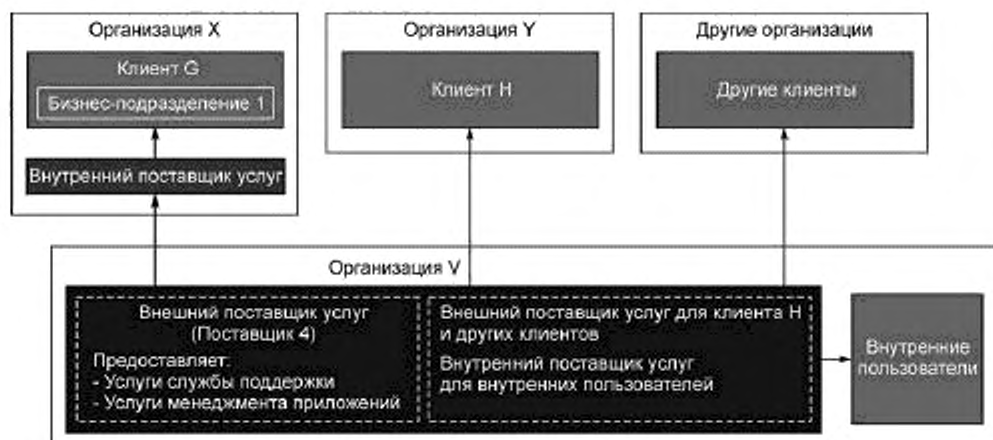 Организация X
Клиент G
Бизнес-подразделение 1
Внутренний поставщик услуг
Организация Y
Клиент H
Другие организации
Другие клиенты
Организация V
Внешний поставщик услуг
(Поставщик 4)
Предоставляет:
- Услуги службы поддержки
- Услуги менеджмента приложений
Внешний поставщик услуг для клиента H
и других клиентов
Внутренний поставщик услуг
для внутренних пользователей
Внутренние
пользователи